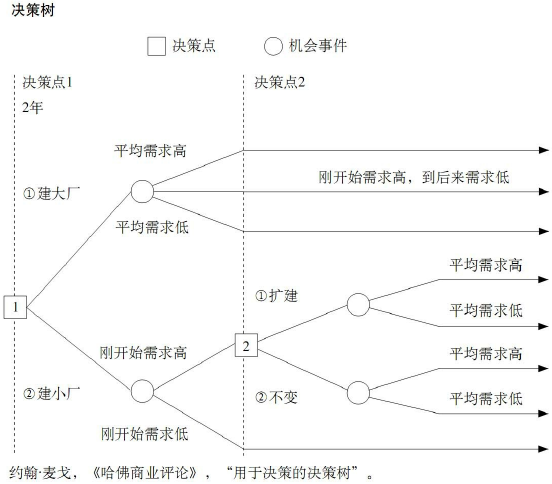 决策树
决策点
机会事件
决策点1
决策点2
2年
平均需求高
刚开始需求高，到后来需求低
①建大厂
平均需求低
平均需求高
①扩建
1
平均需求低
刚开始需求高
2
平均需求高
②建小厂
②不变
平均需求低
刚开始需求低
约翰·麦戈，《哈佛商业评论》，“用于决策的决策树”。